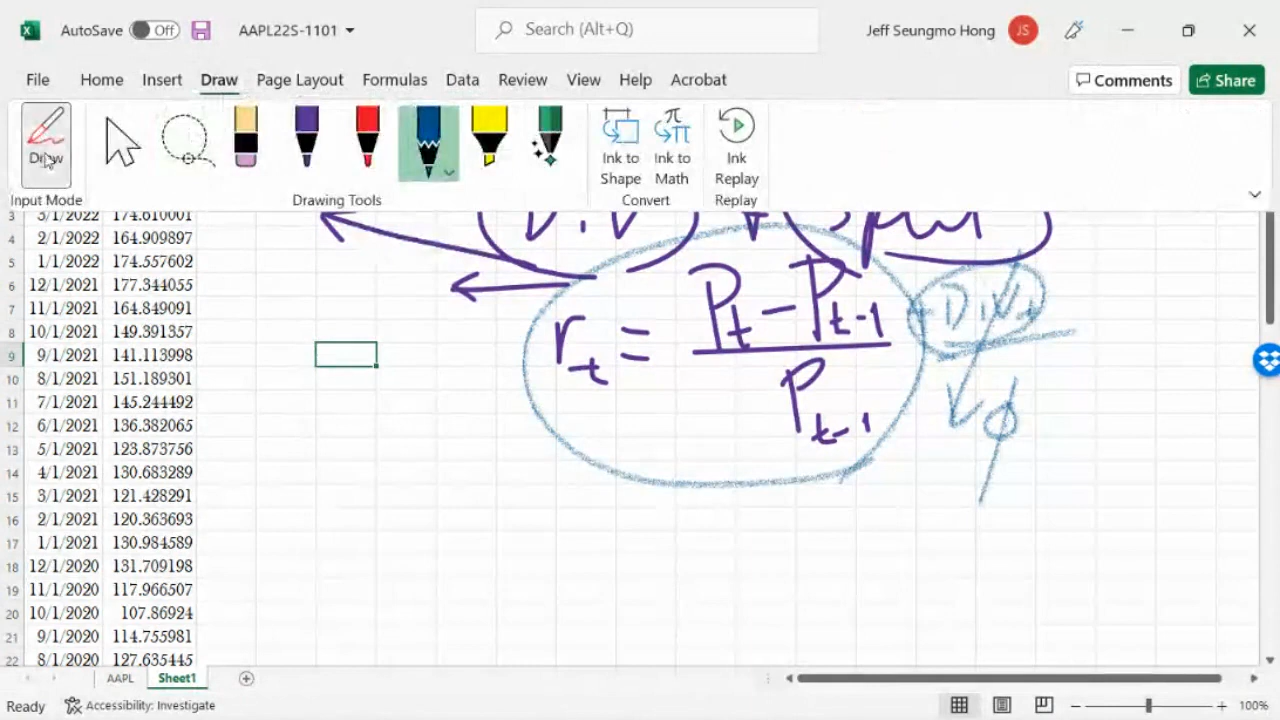 AutoSave Off AAPL22S-1101 Search (Alt+Q) Jeff Seungmo Hong JS
File Home Insert Draw Page Layout Formulas Data Review View Help Acrobat Comments Share
Draw Ink to Shape Ink to Math Ink Replay
Input Mode Drawing Tools Convert Replay
3 3/1/2022 174.610001
4 2/1/2022 164.909897
5 1/1/2022 174.557602
6 12/1/2021 177.344055
7 11/1/2021 164.849091
8 10/1/2021 149.391357
9 9/1/2021 141.113998
10 8/1/2021 151.189301
11 7/1/2021 145.244492
12 6/1/2021 136.382065
13 5/1/2021 123.873756
14 4/1/2021 130.683289
15 3/1/2021 121.428291
16 2/1/2021 120.363693
17 1/1/2021 130.984589
18 12/1/2020 131.709198
19 11/1/2020 117.966507
20 10/1/2020 107.86924
21 9/1/2020 114.755981
22 8/1/2020 127.635445
r_t = (P_t - P_t-1) / P_t-1
AAPL Sheet1
Ready Accessibility: Investigate 100%